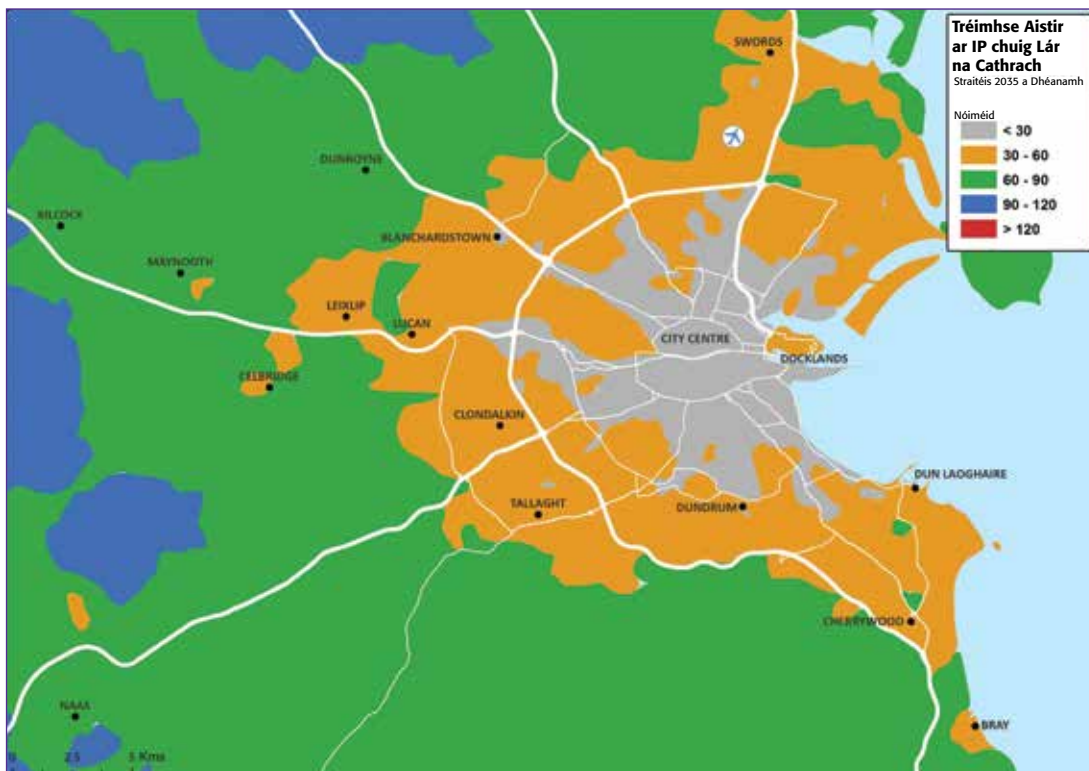 Tréimhse Aistir
ar IP chuig Lár
na Cathrach
Straitéis 2035 a Dhéanamh
Nóiméid
< 30
30 - 60
60 - 90
90 - 120
> 120
SWORDS
DUNBOYNE
KILCOCK
BLANCHARDSTOWN
MAYNOOTH
LEIXLIP
LUCAN
CITY CENTRE
DOCKLANDS
CELBRIDGE
CLONDALKIN
DUN LAOGHAIRE
TALLAGHT
DUNDRUM
CHERRYWOOD
NAAS
BRAY
0 2.5 5 Kms